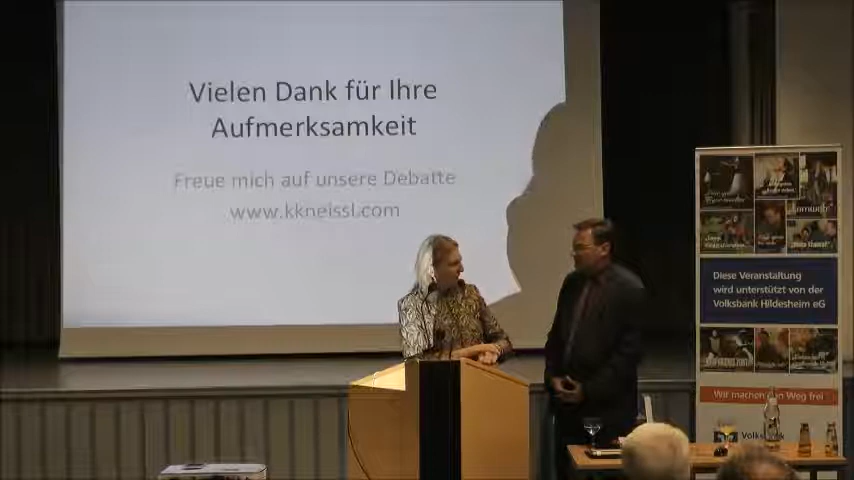 Vielen Dank für Ihre
Aufmerksamkeit
Freue mich auf unsere Debatte
www.kkneissl.com
Diese Veranstaltung
wird unterstützt von der
Volksbank Hildesheim eG
Wir machen den Weg frei